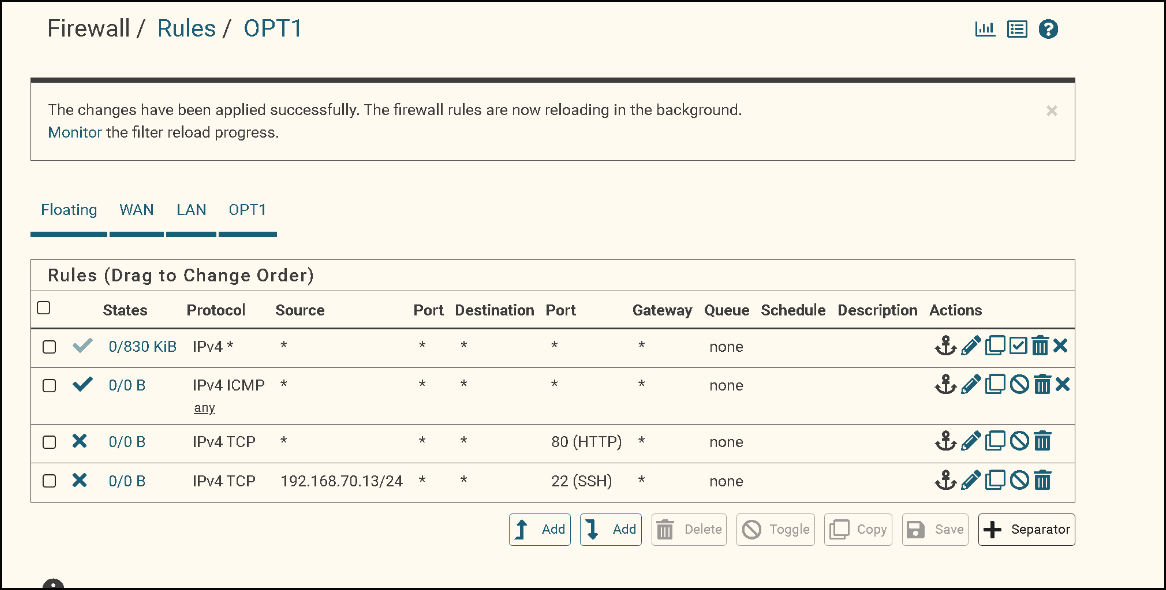 Firewall / Rules / OPT1
The changes have been applied successfully. The firewall rules are now reloading in the background.
×
Monitor the filter reload progress.
Floating WAN LAN OPT1
Rules (Drag to Change Order)
States Protocol Source Port Destination Port Gateway Queue Schedule Description Actions
0/830 KiB IPv4 * * * * * * none
0/0 B IPv4 ICMP * * * * * none
any
0/0 B IPv4 TCP * * * 80 (HTTP) * none
0/0 B IPv4 TCP 192.168.70.13/24 * * 22 (SSH) * none
Add Add Delete Toggle Copy Save Separator